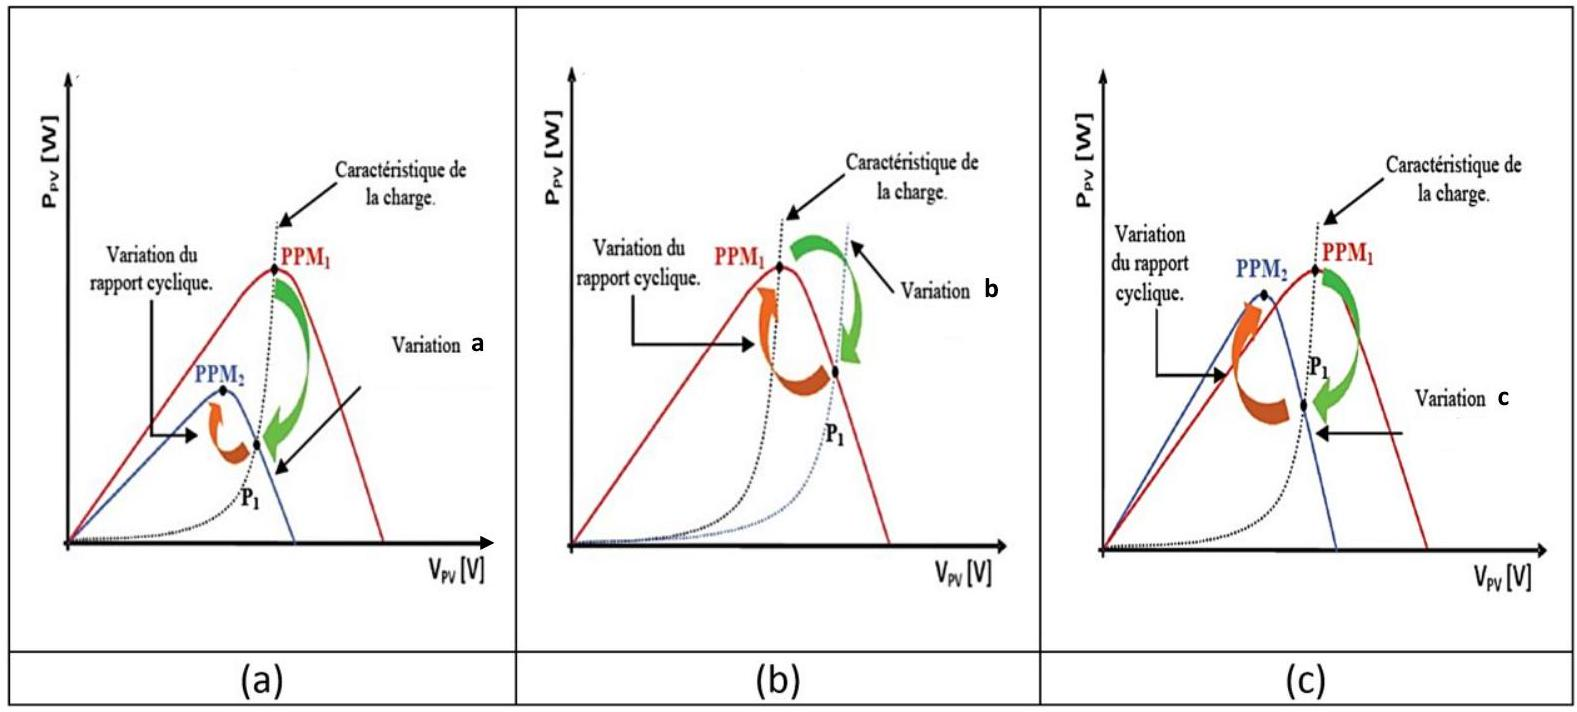 P_PV [W]
Caractéristique de
la charge.
Variation du
rapport cyclique.
PPM₁
PPM₂
Variation a
P₁
V_PV [V]
(a)
P_PV [W]
Caractéristique de
la charge.
Variation du
rapport cyclique.
PPM₁
Variation b
P₁
V_PV [V]
(b)
P_PV [W]
Caractéristique de
la charge.
Variation
du rapport
cyclique.
PPM₂
PPM₁
P₁
Variation c
V_PV [V]
(c)